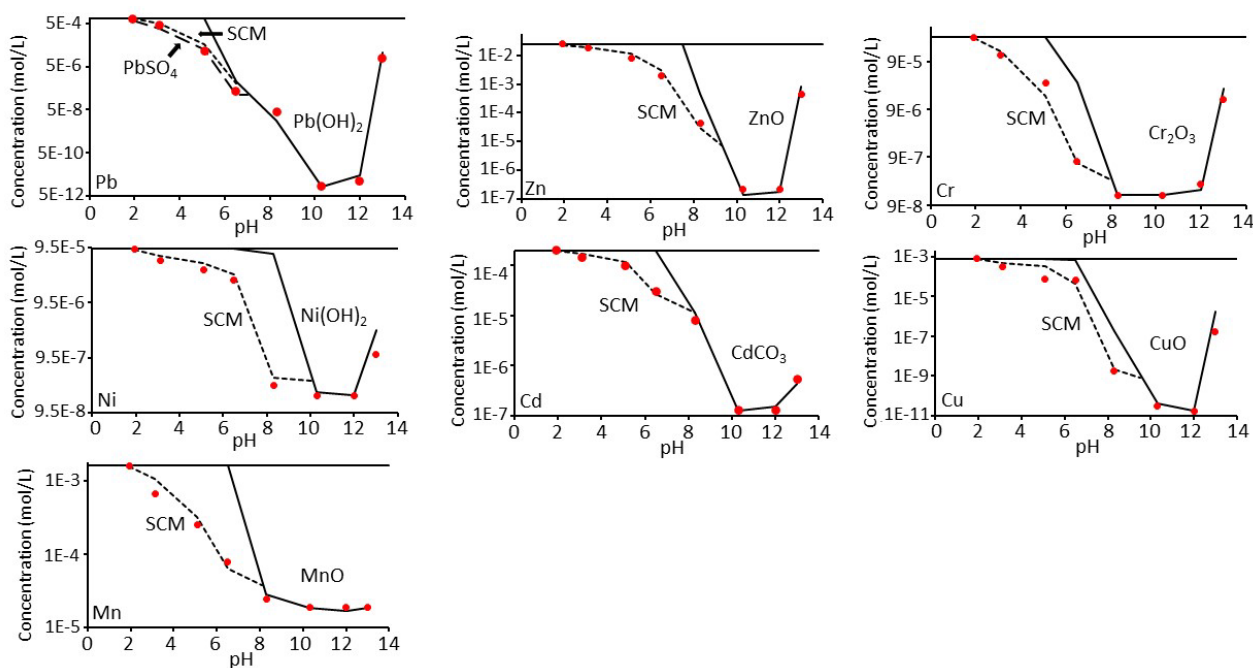 Concentration (mol/L)
5E-4
5E-6
5E-8
5E-10
5E-12
SCM
PbSO4
Pb(OH)2
Pb
0 2 4 6 8 10 12 14
pH
Concentration (mol/L)
1E-2
1E-3
1E-4
1E-5
1E-6
1E-7
SCM
ZnO
Zn
0 2 4 6 8 10 12 14
pH
Concentration (mol/L)
9E-5
9E-6
9E-7
9E-8
SCM
Cr2O3
Cr
0 2 4 6 8 10 12 14
pH
Concentration (mol/L)
9.5E-5
9.5E-6
9.5E-7
9.5E-8
SCM
Ni(OH)2
Ni
0 2 4 6 8 10 12 14
pH
Concentration (mol/L)
1E-4
1E-5
1E-6
1E-7
SCM
CdCO3
Cd
0 2 4 6 8 10 12 14
pH
Concentration (mol/L)
1E-3
1E-5
1E-7
1E-9
1E-11
SCM
CuO
Cu
0 2 4 6 8 10 12 14
pH
Concentration (mol/L)
1E-3
1E-4
1E-5
SCM
MnO
Mn
0 2 4 6 8 10 12 14
pH